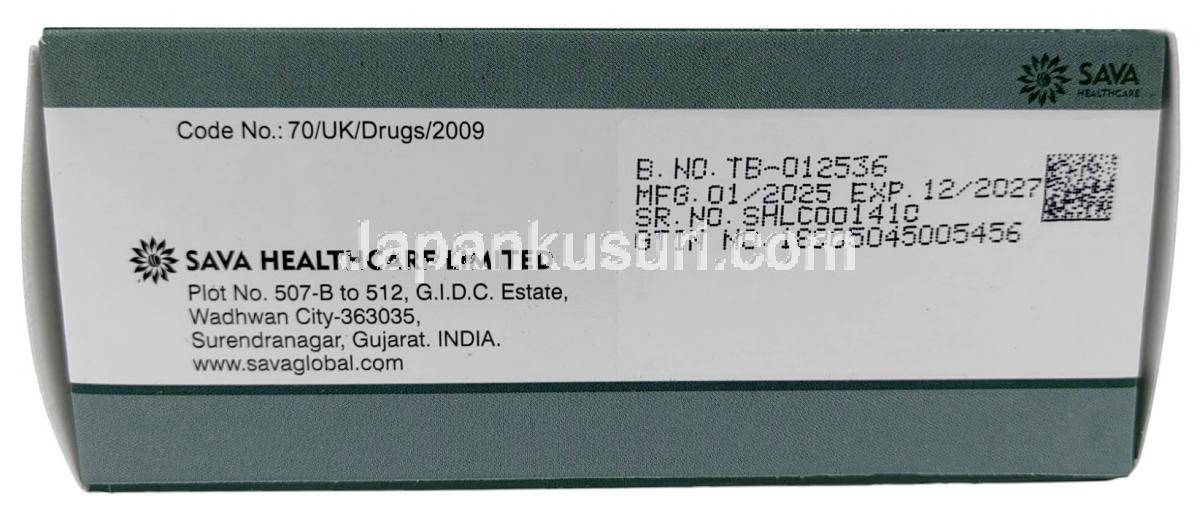 SAVA
HEALTHCARE
Code No.: 70/UK/Drugs/2009
B. NO. TB-012536
MFG. 01/2025 EXP. 12/2027
SR. NO. SHLC001410
GTIN NO.
SAVA HEALTHCARE LIMITED
Plot No. 507-B to 512, G.I.D.C. Estate,
Wadhwan City-363035,
Surendranagar, Gujarat. INDIA.
www.savaglobal.com